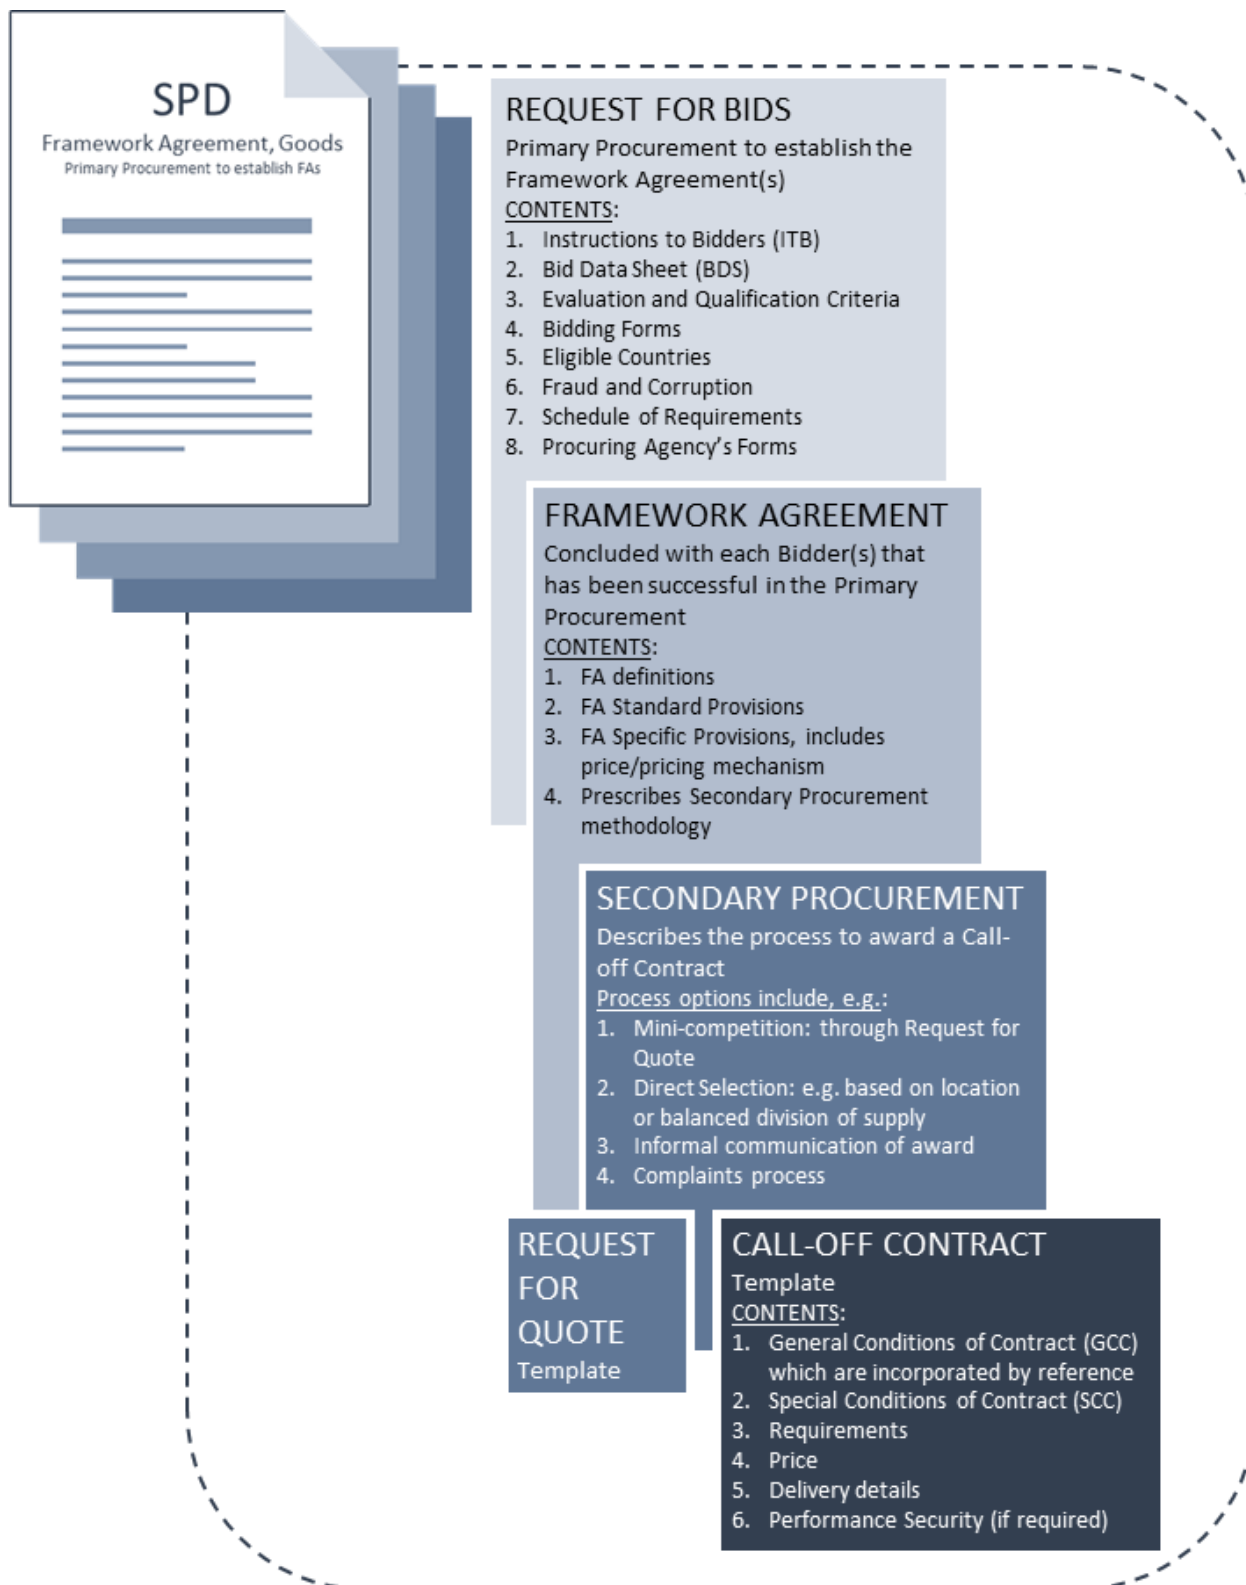 SPD
Framework Agreement, Goods
Primary Procurement to establish FAs
REQUEST FOR BIDS
Primary Procurement to establish the
Framework Agreement(s)
CONTENTS:
1. Instructions to Bidders (ITB)
2. Bid Data Sheet (BDS)
3. Evaluation and Qualification Criteria
4. Bidding Forms
5. Eligible Countries
6. Fraud and Corruption
7. Schedule of Requirements
8. Procuring Agency's Forms
FRAMEWORK AGREEMENT
Concluded with each Bidder(s) that
has been successful in the Primary
Procurement
CONTENTS:
1. FA definitions
2. FA Standard Provisions
3. FA Specific Provisions, includes
price/pricing mechanism
4. Prescribes Secondary Procurement
methodology
SECONDARY PROCUREMENT
Describes the process to award a Call-
off Contract
Process options include, e.g.:
1. Mini-competition: through Request for
Quote
2. Direct Selection: e.g. based on location
or balanced division of supply
3. Informal communication of award
4. Complaints process
REQUEST
FOR
QUOTE
Template
CALL-OFF CONTRACT
Template
CONTENTS:
1. General Conditions of Contract (GCC)
which are incorporated by reference
2. Special Conditions of Contract (SCC)
3. Requirements
4. Price
5. Delivery details
6. Performance Security (if required)